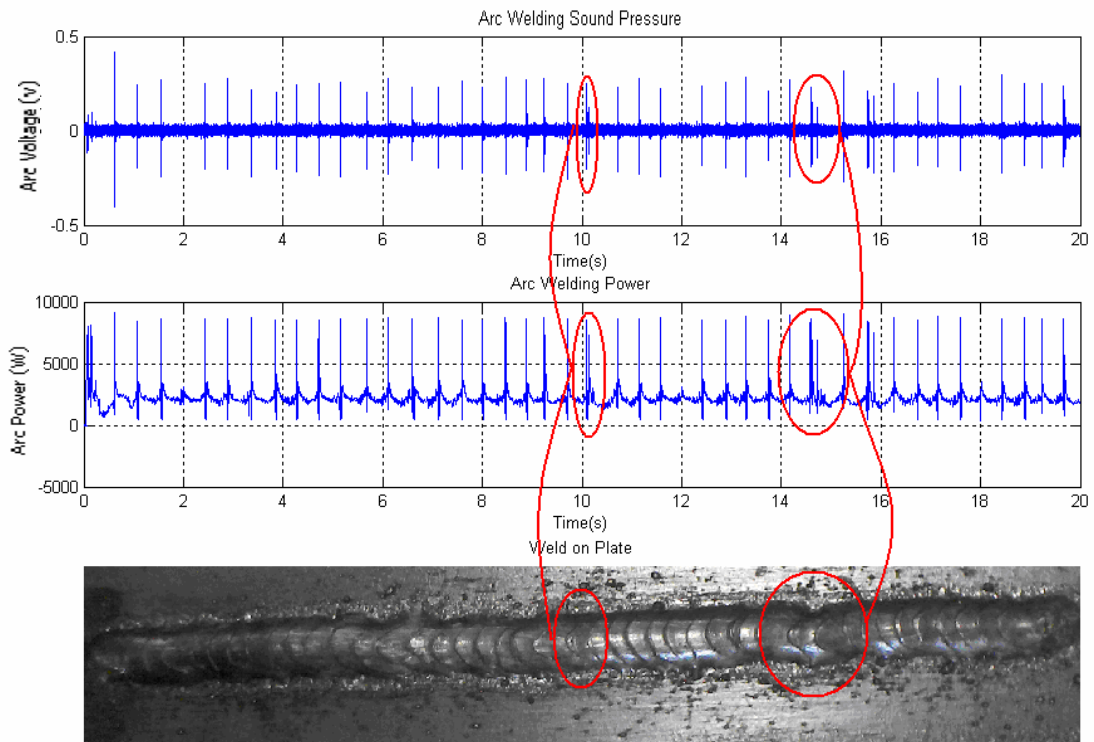 Arc Welding Sound Pressure
Arc Voltage (v)
0.5
0
-0.5
0 2 4 6 8 10 12 14 16 18 20
Time(s)
Arc Welding Power
Arc Power (W)
10000
5000
0
-5000
0 2 4 6 8 10 12 14 16 18 20
Time(s)
Weld on Plate